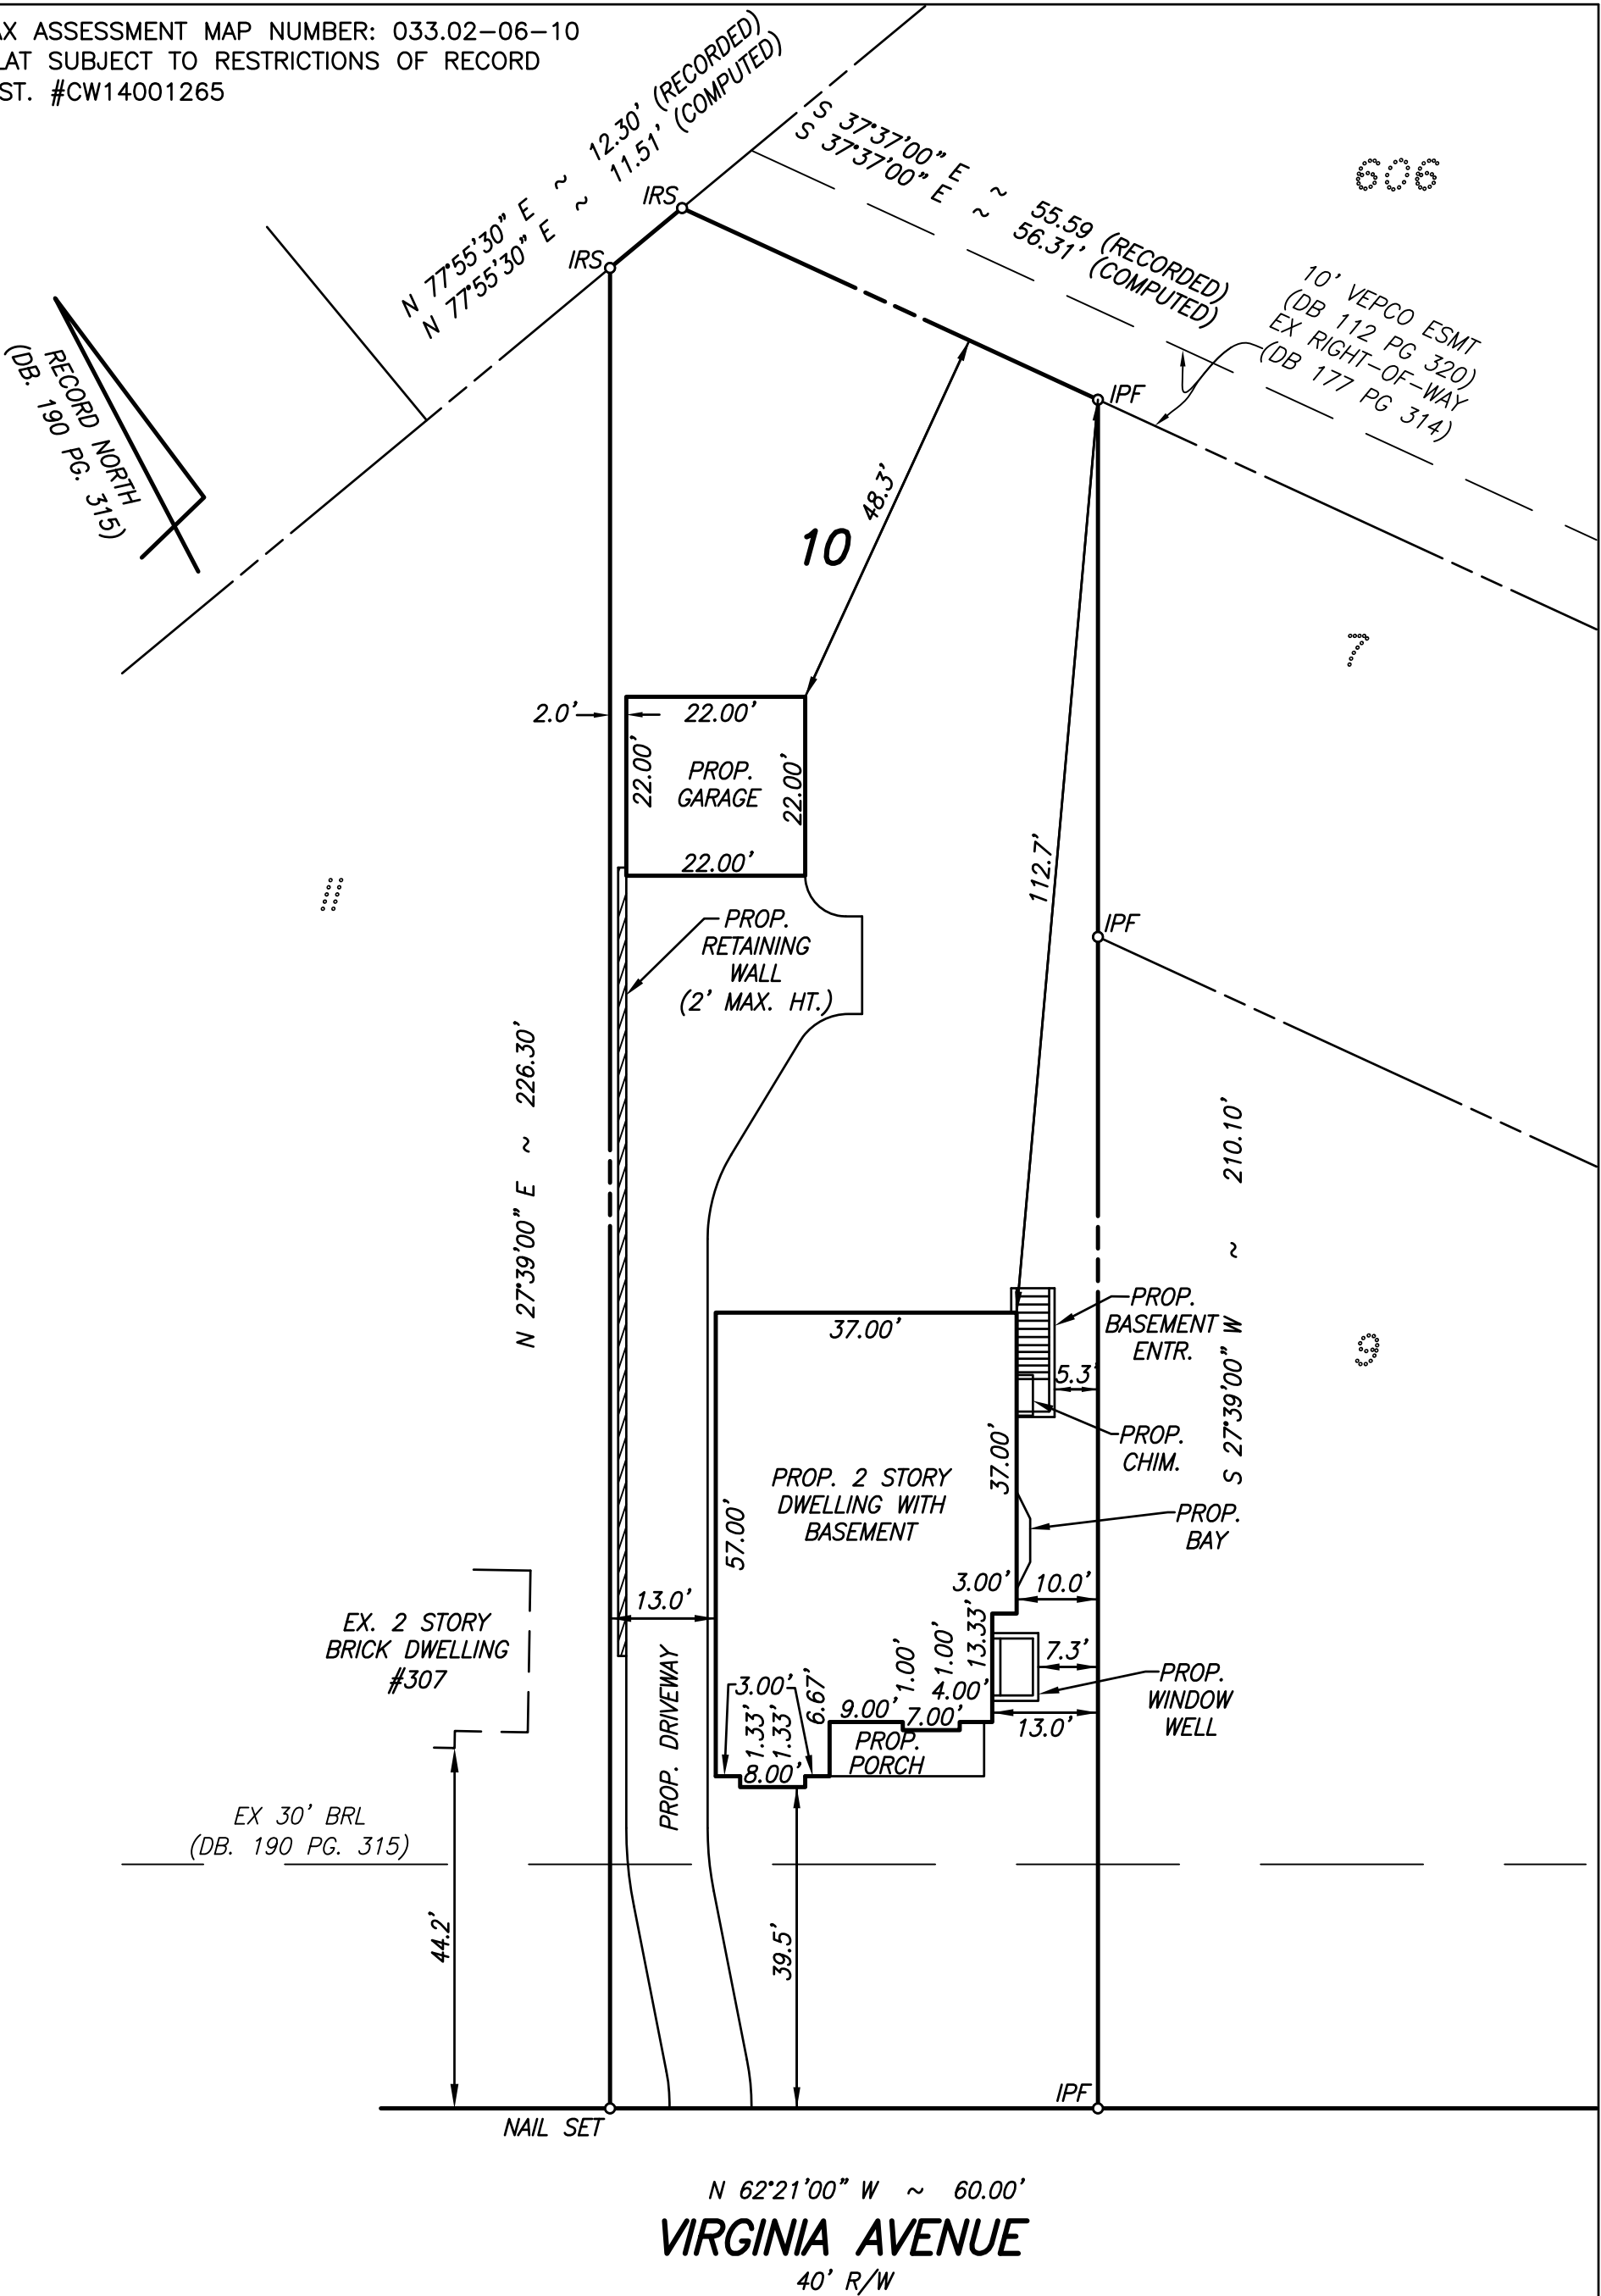 AX ASSESSMENT MAP NUMBER: 033.02-06-10
LAT SUBJECT TO RESTRICTIONS OF RECORD
ST. #CW14001265
N 77°55'30" E ~ 12.30' (RECORDED)
N 77°55'30" E ~ 11.51' (COMPUTED)
S 37°37'00" E ~ 55.59 (RECORDED)
S 37°37'00" E ~ 56.31' (COMPUTED)
606
IRS
IRS
10' VEPCO ESMT
(DB 112 PG 320)
EX RIGHT-OF-WAY
(DB 177 PG 314)
RECORD NORTH
(DB. 190 PG. 315)
IPF
48.3'
10
7
2.0'
22.00'
22.00'
PROP.
GARAGE
22.00'
22.00'
112.7'
11
IPF
PROP.
RETAINING
WALL
(2' MAX. HT.)
N 27°39'00" E ~ 226.30'
S 27°39'00" W ~ 210.10'
PROP.
BASEMENT
ENTR.
37.00'
9
5.3'
PROP.
CHIM.
37.00'
PROP. 2 STORY
DWELLING WITH
BASEMENT
57.00'
PROP.
BAY
3.00'
10.0'
13.0'
EX. 2 STORY
BRICK DWELLING
#307
13.33'
1.00'
1.00'
7.3'
PROP.
WINDOW
WELL
4.00'
3.00'
6.67'
9.00'
7.00'
13.0'
1.33'
1.33'
PROP.
PORCH
8.00'
PROP. DRIVEWAY
EX 30' BRL
(DB. 190 PG. 315)
44.2'
39.5'
IPF
NAIL SET
N 62°21'00" W ~ 60.00'
VIRGINIA AVENUE
40' R/W